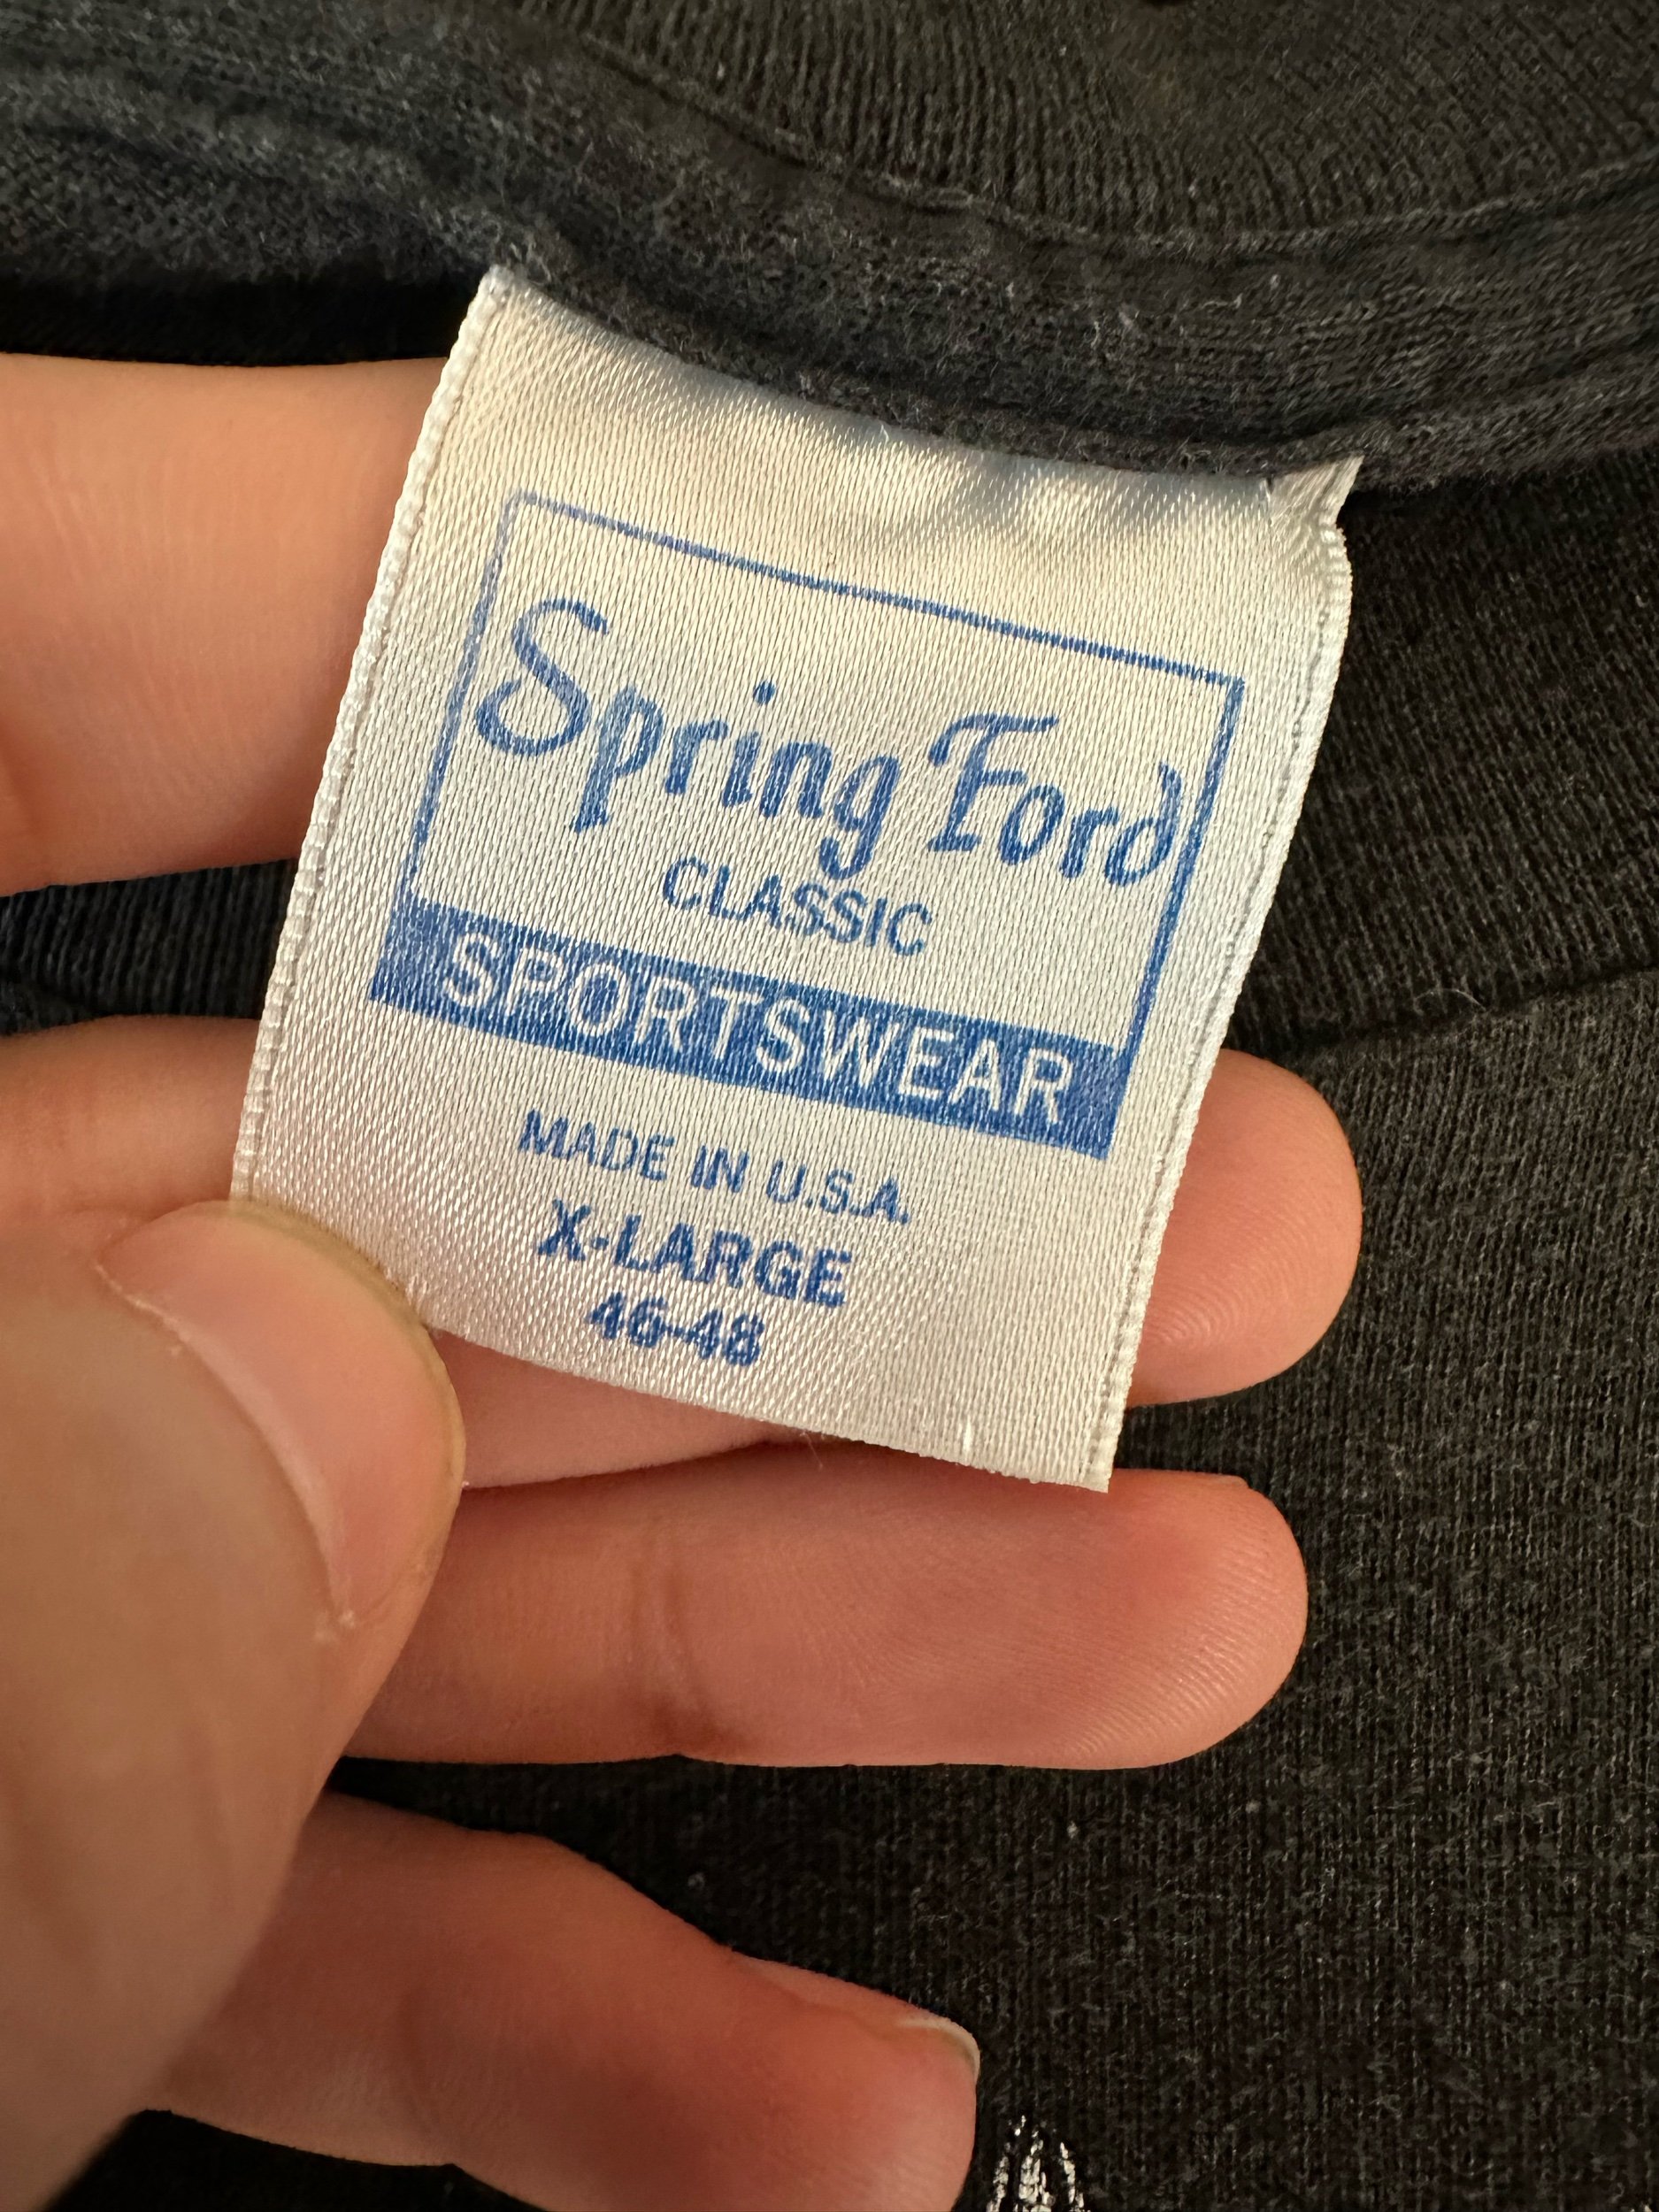 Spring Ford
CLASSIC
SPORTSWEAR
MADE IN U.S.A.
X-LARGE
46-48